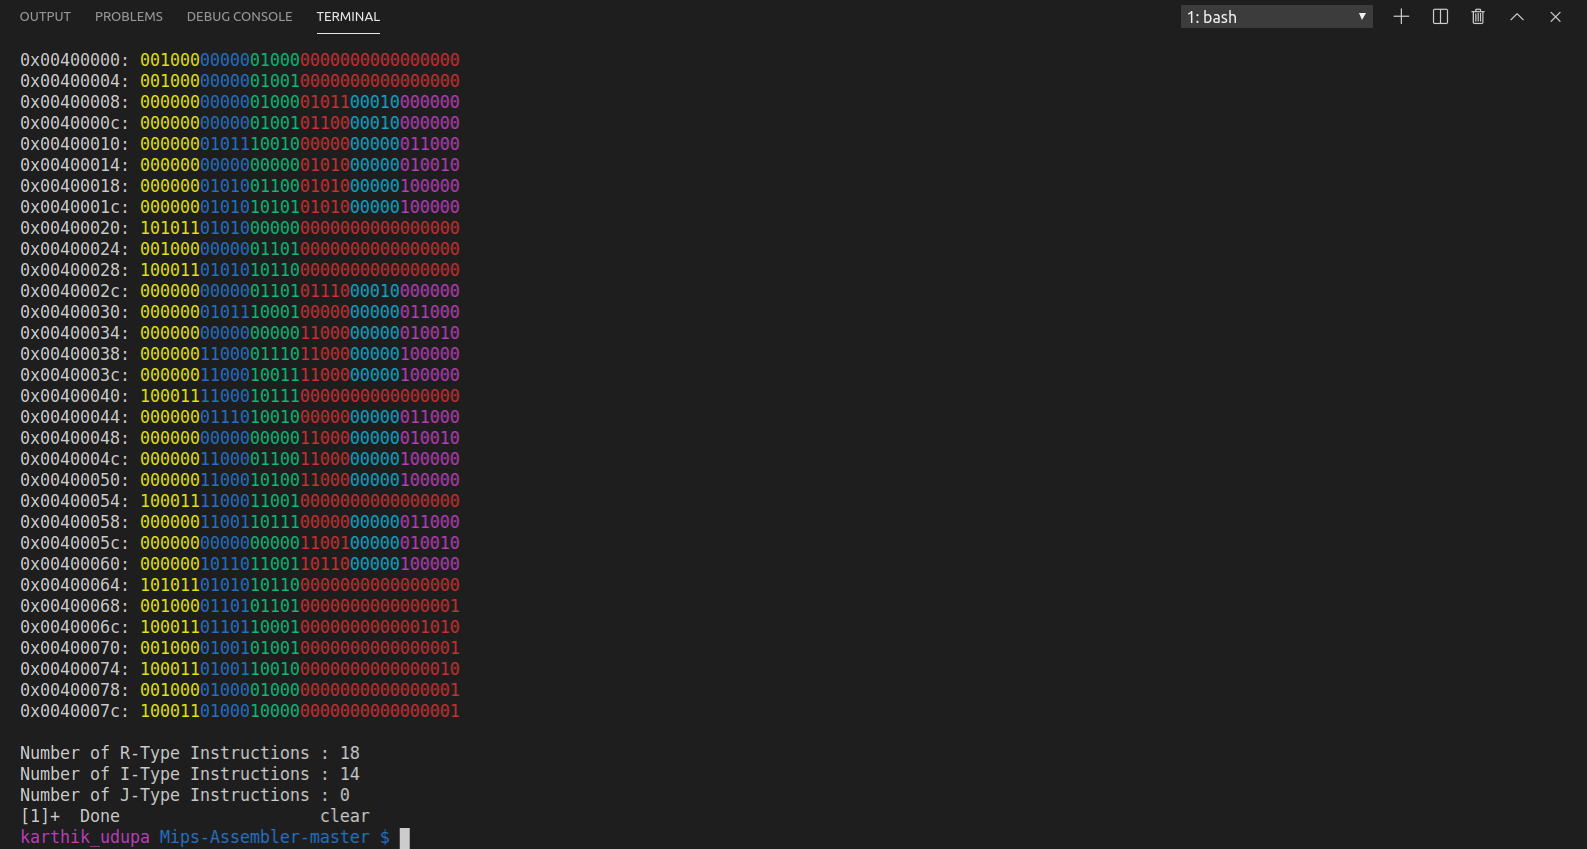 OUTPUT PROBLEMS DEBUG CONSOLE TERMINAL 1: bash
0x00400000: 00100000000010000000000000000000
0x00400004: 00100000000010010000000000000000
0x00400008: 00000000000010000101100010000000
0x0040000c: 00000000000010010110000010000000
0x00400010: 00000001011100100000000000011000
0x00400014: 00000000000000000101000000010010
0x00400018: 00000001010011000101000000100000
0x0040001c: 00000001010101010101000000100000
0x00400020: 10101101010000000000000000000000
0x00400024: 00100000000011010000000000000000
0x00400028: 10001101010101100000000000000000
0x0040002c: 00000000000011010111000010000000
0x00400030: 00000001011100010000000000011000
0x00400034: 00000000000000001100000000010010
0x00400038: 00000011000011101100000000100000
0x0040003c: 00000011000100111100000000100000
0x00400040: 10001111000101110000000000000000
0x00400044: 00000001110100100000000000011000
0x00400048: 00000000000000001100000000010010
0x0040004c: 00000011000011001100000000100000
0x00400050: 00000011000101001100000000100000
0x00400054: 10001111000110010000000000000000
0x00400058: 00000011001101110000000000011000
0x0040005c: 00000000000000001100100000010010
0x00400060: 00000010110110011011000000100000
0x00400064: 10101101010101100000000000000000
0x00400068: 00100001101011010000000000000001
0x0040006c: 10001101101100010000000000001010
0x00400070: 00100001001010010000000000000001
0x00400074: 10001101001100100000000000000010
0x00400078: 00100001000010000000000000000001
0x0040007c: 10001101000100000000000000000001
Number of R-Type Instructions : 18
Number of I-Type Instructions : 14
Number of J-Type Instructions : 0
[1]+  Done                    clear
karthik_udupa Mips-Assembler-master $